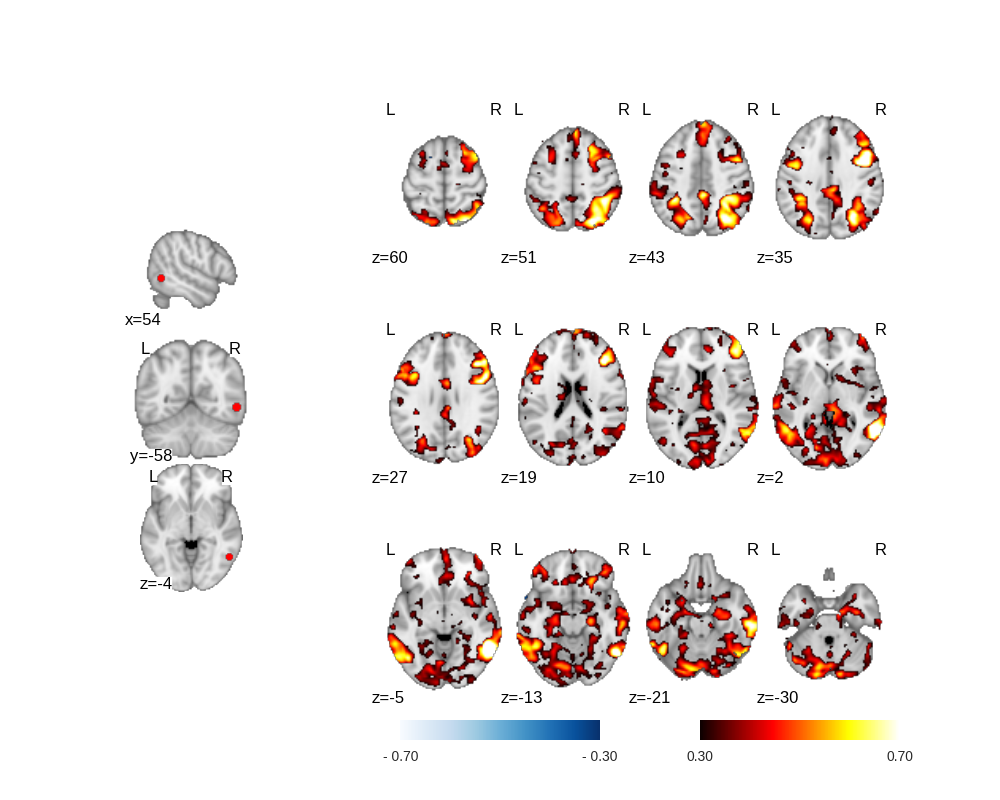 L R L R L R L R
z=60 z=51 z=43 z=35
x=54
L R
y=-58
L R
z=-4
L R L R L R L R
z=27 z=19 z=10 z=2
L R L R L R L R
z=-5 z=-13 z=-21 z=-30
- 0.70 - 0.30 0.30 0.70